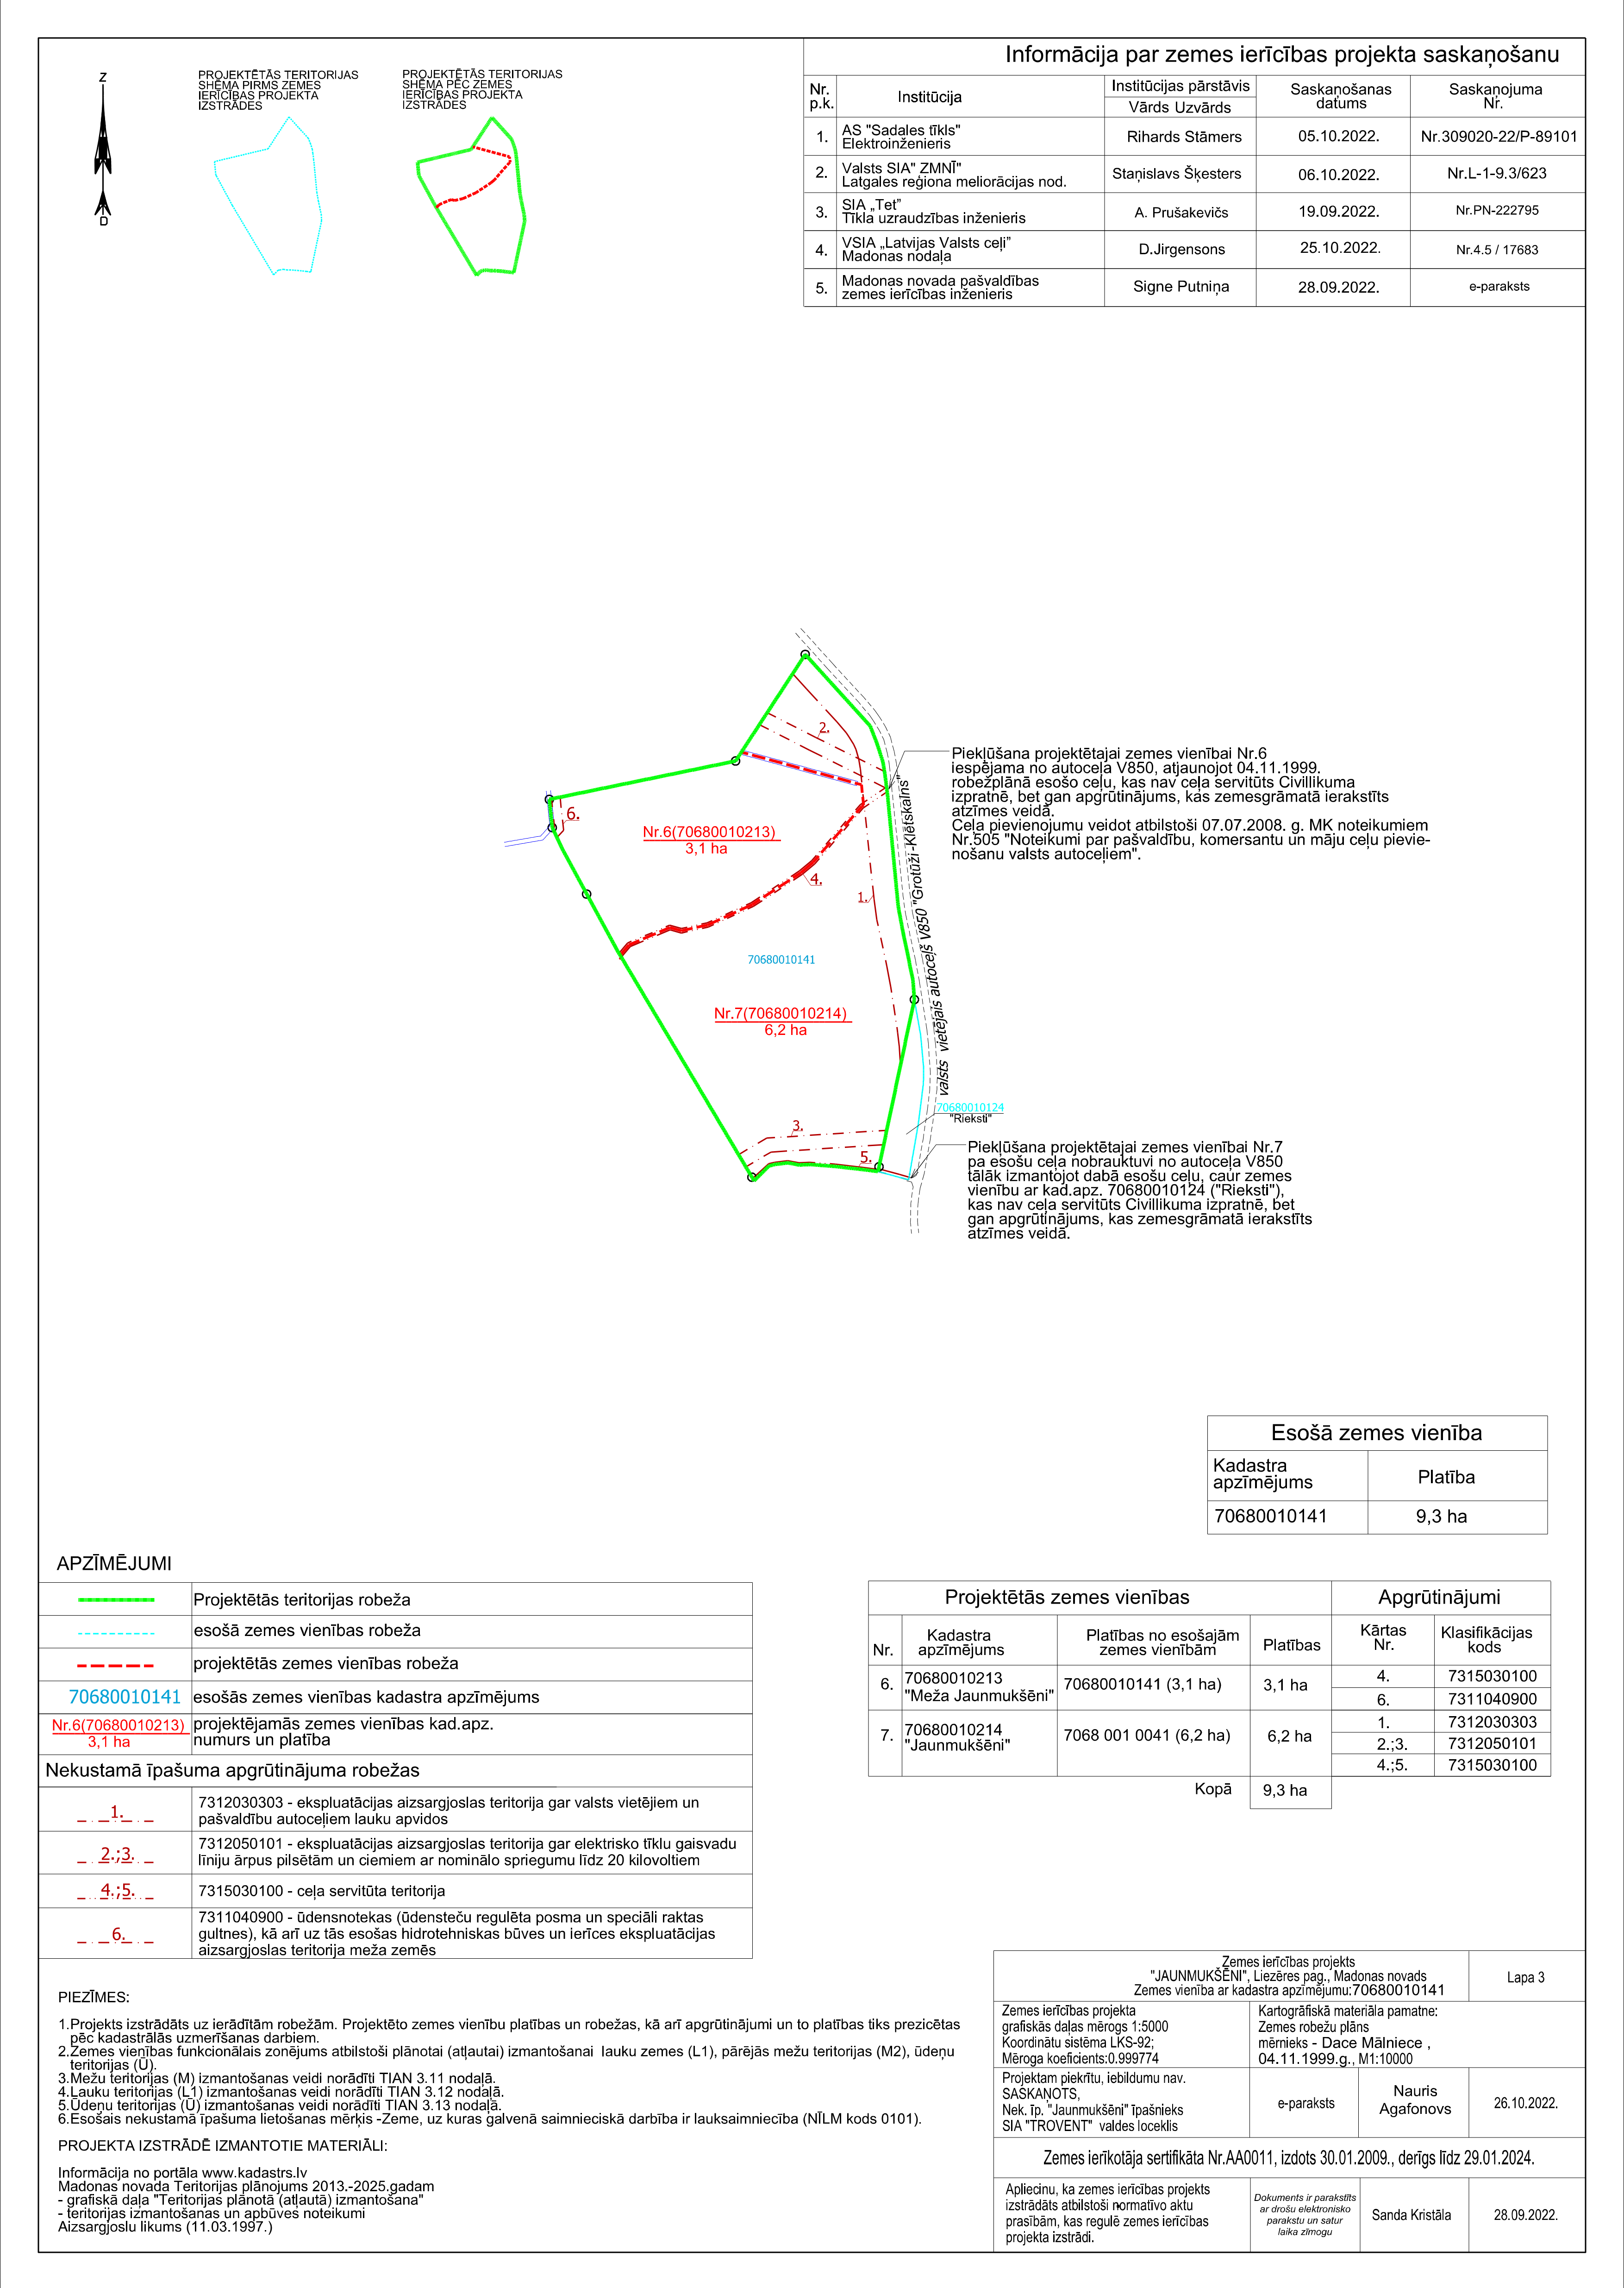 Z
D
PROJEKTĒTĀS TERITORIJAS
SHĒMA PIRMS ZEMES
IERĪCĪBAS PROJEKTA
IZSTRĀDES
PROJEKTĒTĀS TERITORIJAS
SHĒMA PĒC ZEMES
IERĪCĪBAS PROJEKTA
IZSTRĀDES
Informācija par zemes ierīcības projekta saskaņošanu
Nr. p.k. Institūcija Institūcijas pārstāvis Vārds Uzvārds Saskaņošanas datums Saskaņojuma Nr.
1. AS "Sadales tīkls" Elektroinženieris Rihards Stāmers 05.10.2022. Nr.309020-22/P-89101
2. Valsts SIA" ZMNĪ" Latgales reģiona meliorācijas nod. Staņislavs Šķesters 06.10.2022. Nr.L-1-9.3/623
3. SIA „Tet” Tīkla uzraudzības inženieris A. Prušakevičs 19.09.2022. Nr.PN-222795
4. VSIA „Latvijas Valsts ceļi” Madonas nodaļa D.Jirgensons 25.10.2022. Nr.4.5 / 17683
5. Madonas novada pašvaldības zemes ierīcības inženieris Signe Putniņa 28.09.2022. e-paraksts
2.
6.
Nr.6(70680010213)
3,1 ha
4.
1.
70680010141
Nr.7(70680010214)
6,2 ha
3.
5.
valsts vietējais autoceļš V850 "Grotūži-Klētskalns"
70680010124
"Rieksti"
Piekļūšana projektētajai zemes vienībai Nr.6
iespējama no autoceļa V850, atjaunojot 04.11.1999.
robežplānā esošo ceļu, kas nav ceļa servitūts Civillikuma
izpratnē, bet gan apgrūtinājums, kas zemesgrāmatā ierakstīts
atzīmes veidā.
Ceļa pievienojumu veidot atbilstoši 07.07.2008. g. MK noteikumiem
Nr.505 "Noteikumi par pašvaldību, komersantu un māju ceļu pievie-
nošanu valsts autoceļiem".
Piekļūšana projektētajai zemes vienībai Nr.7
pa esošu ceļa nobrauktuvi no autoceļa V850
tālāk izmantojot dabā esošu ceļu, caur zemes
vienību ar kad.apz. 70680010124 ("Rieksti"),
kas nav ceļa servitūts Civillikuma izpratnē, bet
gan apgrūtinājums, kas zemesgrāmatā ierakstīts
atzīmes veidā.
Esošā zemes vienība
Kadastra apzīmējums Platība
70680010141 9,3 ha
APZĪMĒJUMI
Projektētās teritorijas robeža
esošā zemes vienības robeža
projektētās zemes vienības robeža
70680010141 esošās zemes vienības kadastra apzīmējums
Nr.6(70680010213) projektējamās zemes vienības kad.apz.
3,1 ha numurs un platība
Nekustamā īpašuma apgrūtinājuma robežas
1. 7312030303 - ekspluatācijas aizsargjoslas teritorija gar valsts vietējiem un
pašvaldību autoceļiem lauku apvidos
2.;3. 7312050101 - ekspluatācijas aizsargjoslas teritorija gar elektrisko tīklu gaisvadu
līniju ārpus pilsētām un ciemiem ar nominālo spriegumu līdz 20 kilovoltiem
4.;5. 7315030100 - ceļa servitūta teritorija
6. 7311040900 - ūdensnotekas (ūdensteču regulēta posma un speciāli raktas
gultnes), kā arī uz tās esošas hidrotehniskas būves un ierīces ekspluatācijas
aizsargjoslas teritorija meža zemēs
Projektētās zemes vienības Apgrūtinājumi
Nr. Kadastra apzīmējums Platības no esošajām zemes vienībām Platības Kārtas Nr. Klasifikācijas kods
6. 70680010213 "Meža Jaunmukšēni" 70680010141 (3,1 ha) 3,1 ha 4. 7315030100
6. 7311040900
7. 70680010214 "Jaunmukšēni" 7068 001 0041 (6,2 ha) 6,2 ha 1. 7312030303
2.;3. 7312050101
4.;5. 7315030100
Kopā 9,3 ha
PIEZĪMES:
1.Projekts izstrādāts uz ierādītām robežām. Projektēto zemes vienību platības un robežas, kā arī apgrūtinājumi un to platības tiks precizētas
pēc kadastrālās uzmerīšanas darbiem.
2.Zemes vienības funkcionālais zonējums atbilstoši plānotai (atļautai) izmantošanai lauku zemes (L1), pārējās mežu teritorijas (M2), ūdeņu
teritorijas (Ū).
3.Mežu teritorijas (M) izmantošanas veidi norādīti TIAN 3.11 nodaļā.
4.Lauku teritorijas (L1) izmantošanas veidi norādīti TIAN 3.12 nodaļā.
5.Ūdeņu teritorijas (Ū) izmantošanas veidi norādīti TIAN 3.13 nodaļā.
6.Esošais nekustamā īpašuma lietošanas mērķis -Zeme, uz kuras galvenā saimnieciskā darbība ir lauksaimniecība (NĪLM kods 0101).
PROJEKTA IZSTRĀDĒ IZMANTOTIE MATERIĀLI:
Informācija no portāla www.kadastrs.lv
Madonas novada Teritorijas plānojums 2013.-2025.gadam
- grafiskā daļa "Teritorijas plānotā (atļautā) izmantošana"
- teritorijas izmantošanas un apbūves noteikumi
Aizsargjoslu likums (11.03.1997.)
Zemes ierīcības projekts
"JAUNMUKŠĒNI", Liezēres pag., Madonas novads
Zemes vienība ar kadastra apzīmējumu:70680010141
Lapa 3
Zemes ierīcības projekta
grafiskās daļas mērogs 1:5000
Koordinātu sistēma LKS-92;
Mēroga koeficients:0.999774
Kartogrāfiskā materiāla pamatne:
Zemes robežu plāns
mērnieks - Dace Mālniece ,
04.11.1999.g., M1:10000
Projektam piekrītu, iebildumu nav.
SASKAŅOTS,
Nek. īp. "Jaunmukšēni" īpašnieks
SIA "TROVENT" valdes loceklis
e-paraksts
Nauris
Agafonovs
26.10.2022.
Zemes ierīkotāja sertifikāta Nr.AA0011, izdots 30.01.2009., derīgs līdz 29.01.2024.
Apliecinu, ka zemes ierīcības projekts
izstrādāts atbilstoši normatīvo aktu
prasībām, kas regulē zemes ierīcības
projekta izstrādi.
Dokuments ir parakstīts
ar drošu elektronisko
parakstu un satur
laika zīmogu
Sanda Kristāla
28.09.2022.